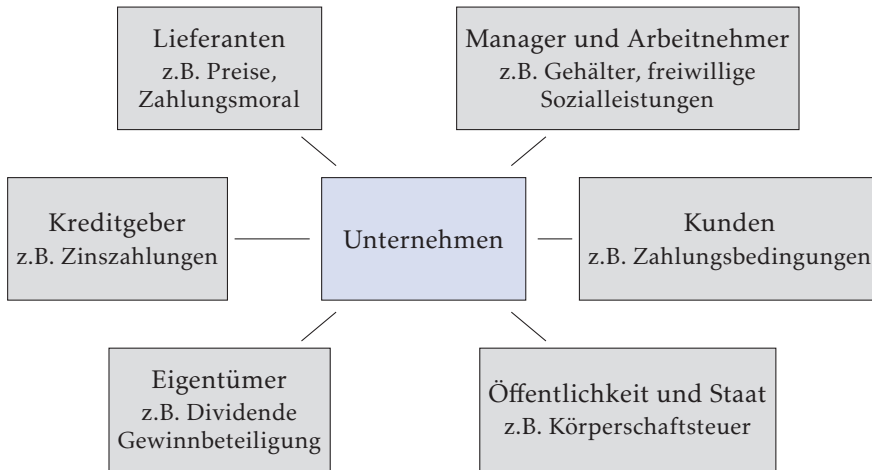 Lieferanten
z.B. Preise,
Zahlungsmoral
Manager und Arbeitnehmer
z.B. Gehälter, freiwillige
Sozialleistungen
Kreditgeber
z.B. Zinszahlungen
Unternehmen
Kunden
z.B. Zahlungsbedingungen
Eigentümer
z.B. Dividende
Gewinnbeteiligung
Öffentlichkeit und Staat
z.B. Körperschaftsteuer